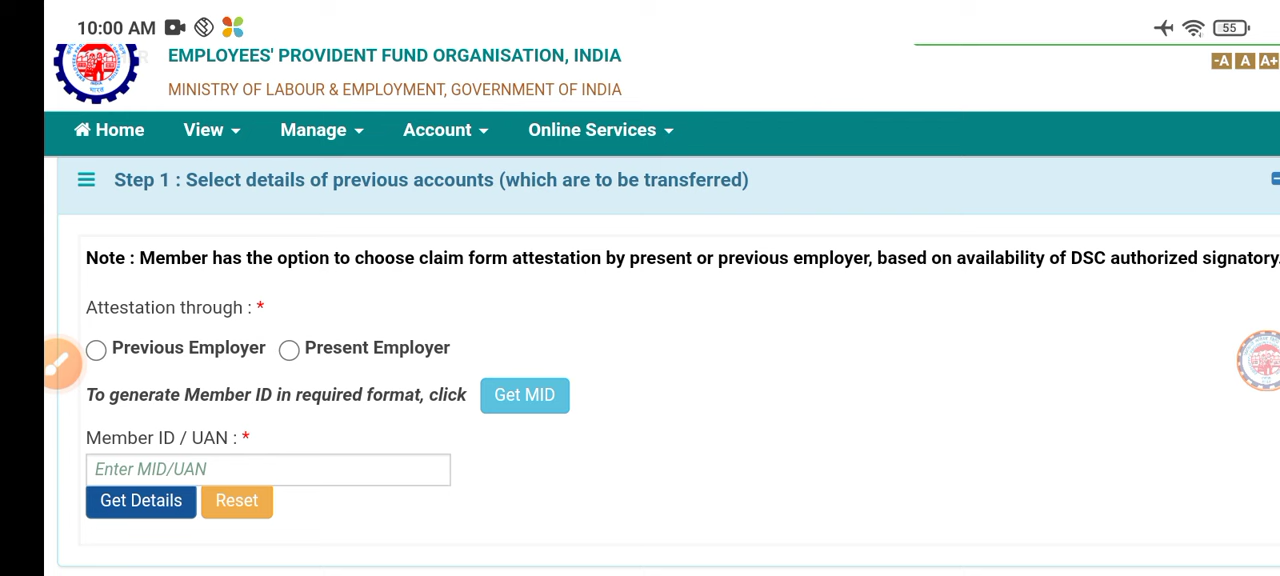 10:00 AM
55
EMPLOYEES' PROVIDENT FUND ORGANISATION, INDIA
MINISTRY OF LABOUR & EMPLOYMENT, GOVERNMENT OF INDIA
-A A A+
Home View Manage Account Online Services
Step 1 : Select details of previous accounts (which are to be transferred)
Note : Member has the option to choose claim form attestation by present or previous employer, based on availability of DSC authorized signatory.
Attestation through : *
Previous Employer Present Employer
To generate Member ID in required format, click Get MID
Member ID / UAN : *
Enter MID/UAN
Get Details Reset